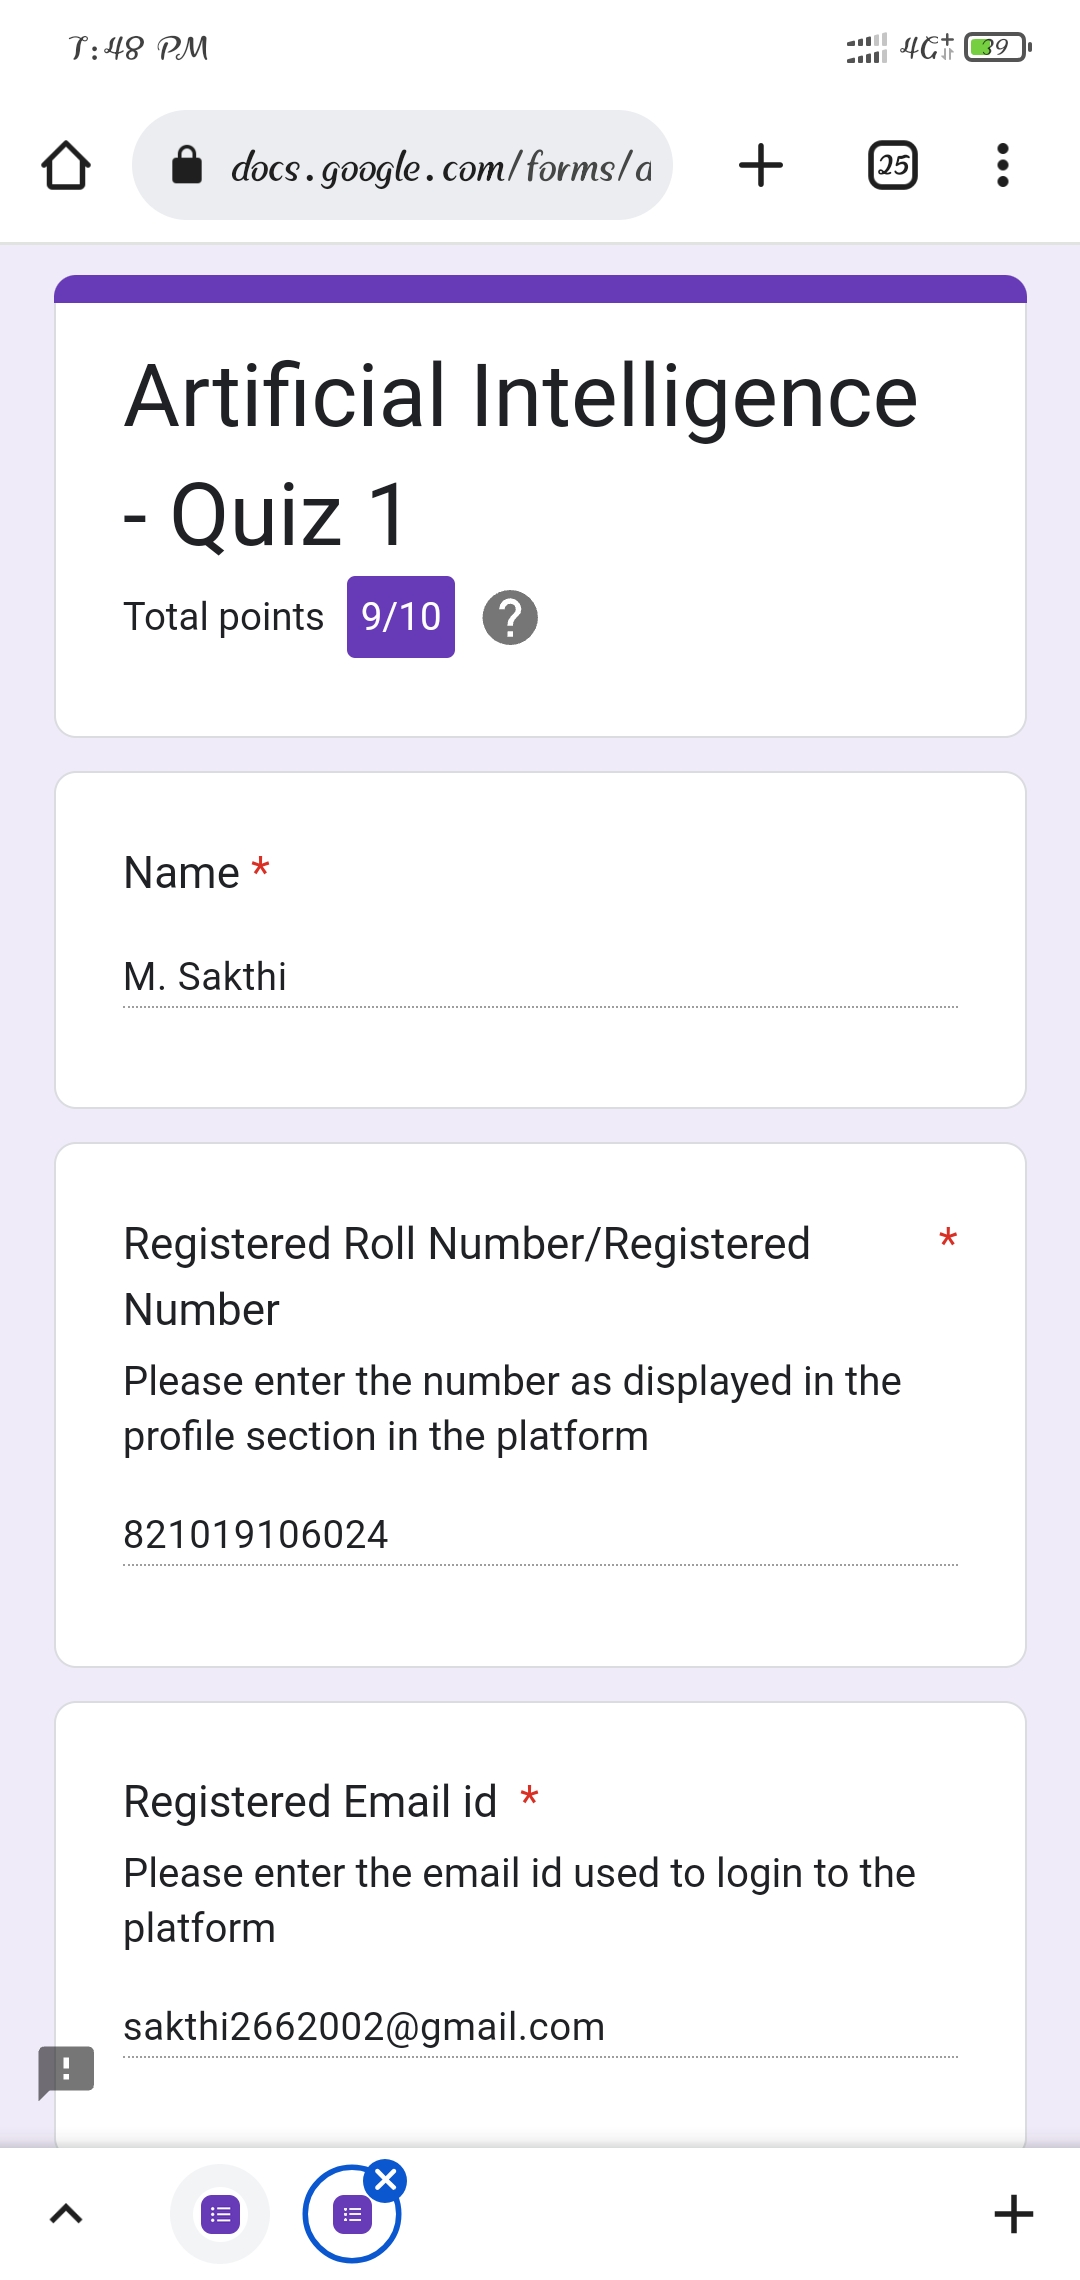 7:48 PM
4G+
39
docs.google.com/forms/d
25
Artificial Intelligence
- Quiz 1
Total points 9/10
Name *
M. Sakthi
Registered Roll Number/Registered *
Number
Please enter the number as displayed in the
profile section in the platform
821019106024
Registered Email id *
Please enter the email id used to login to the
platform
sakthi2662002@gmail.com